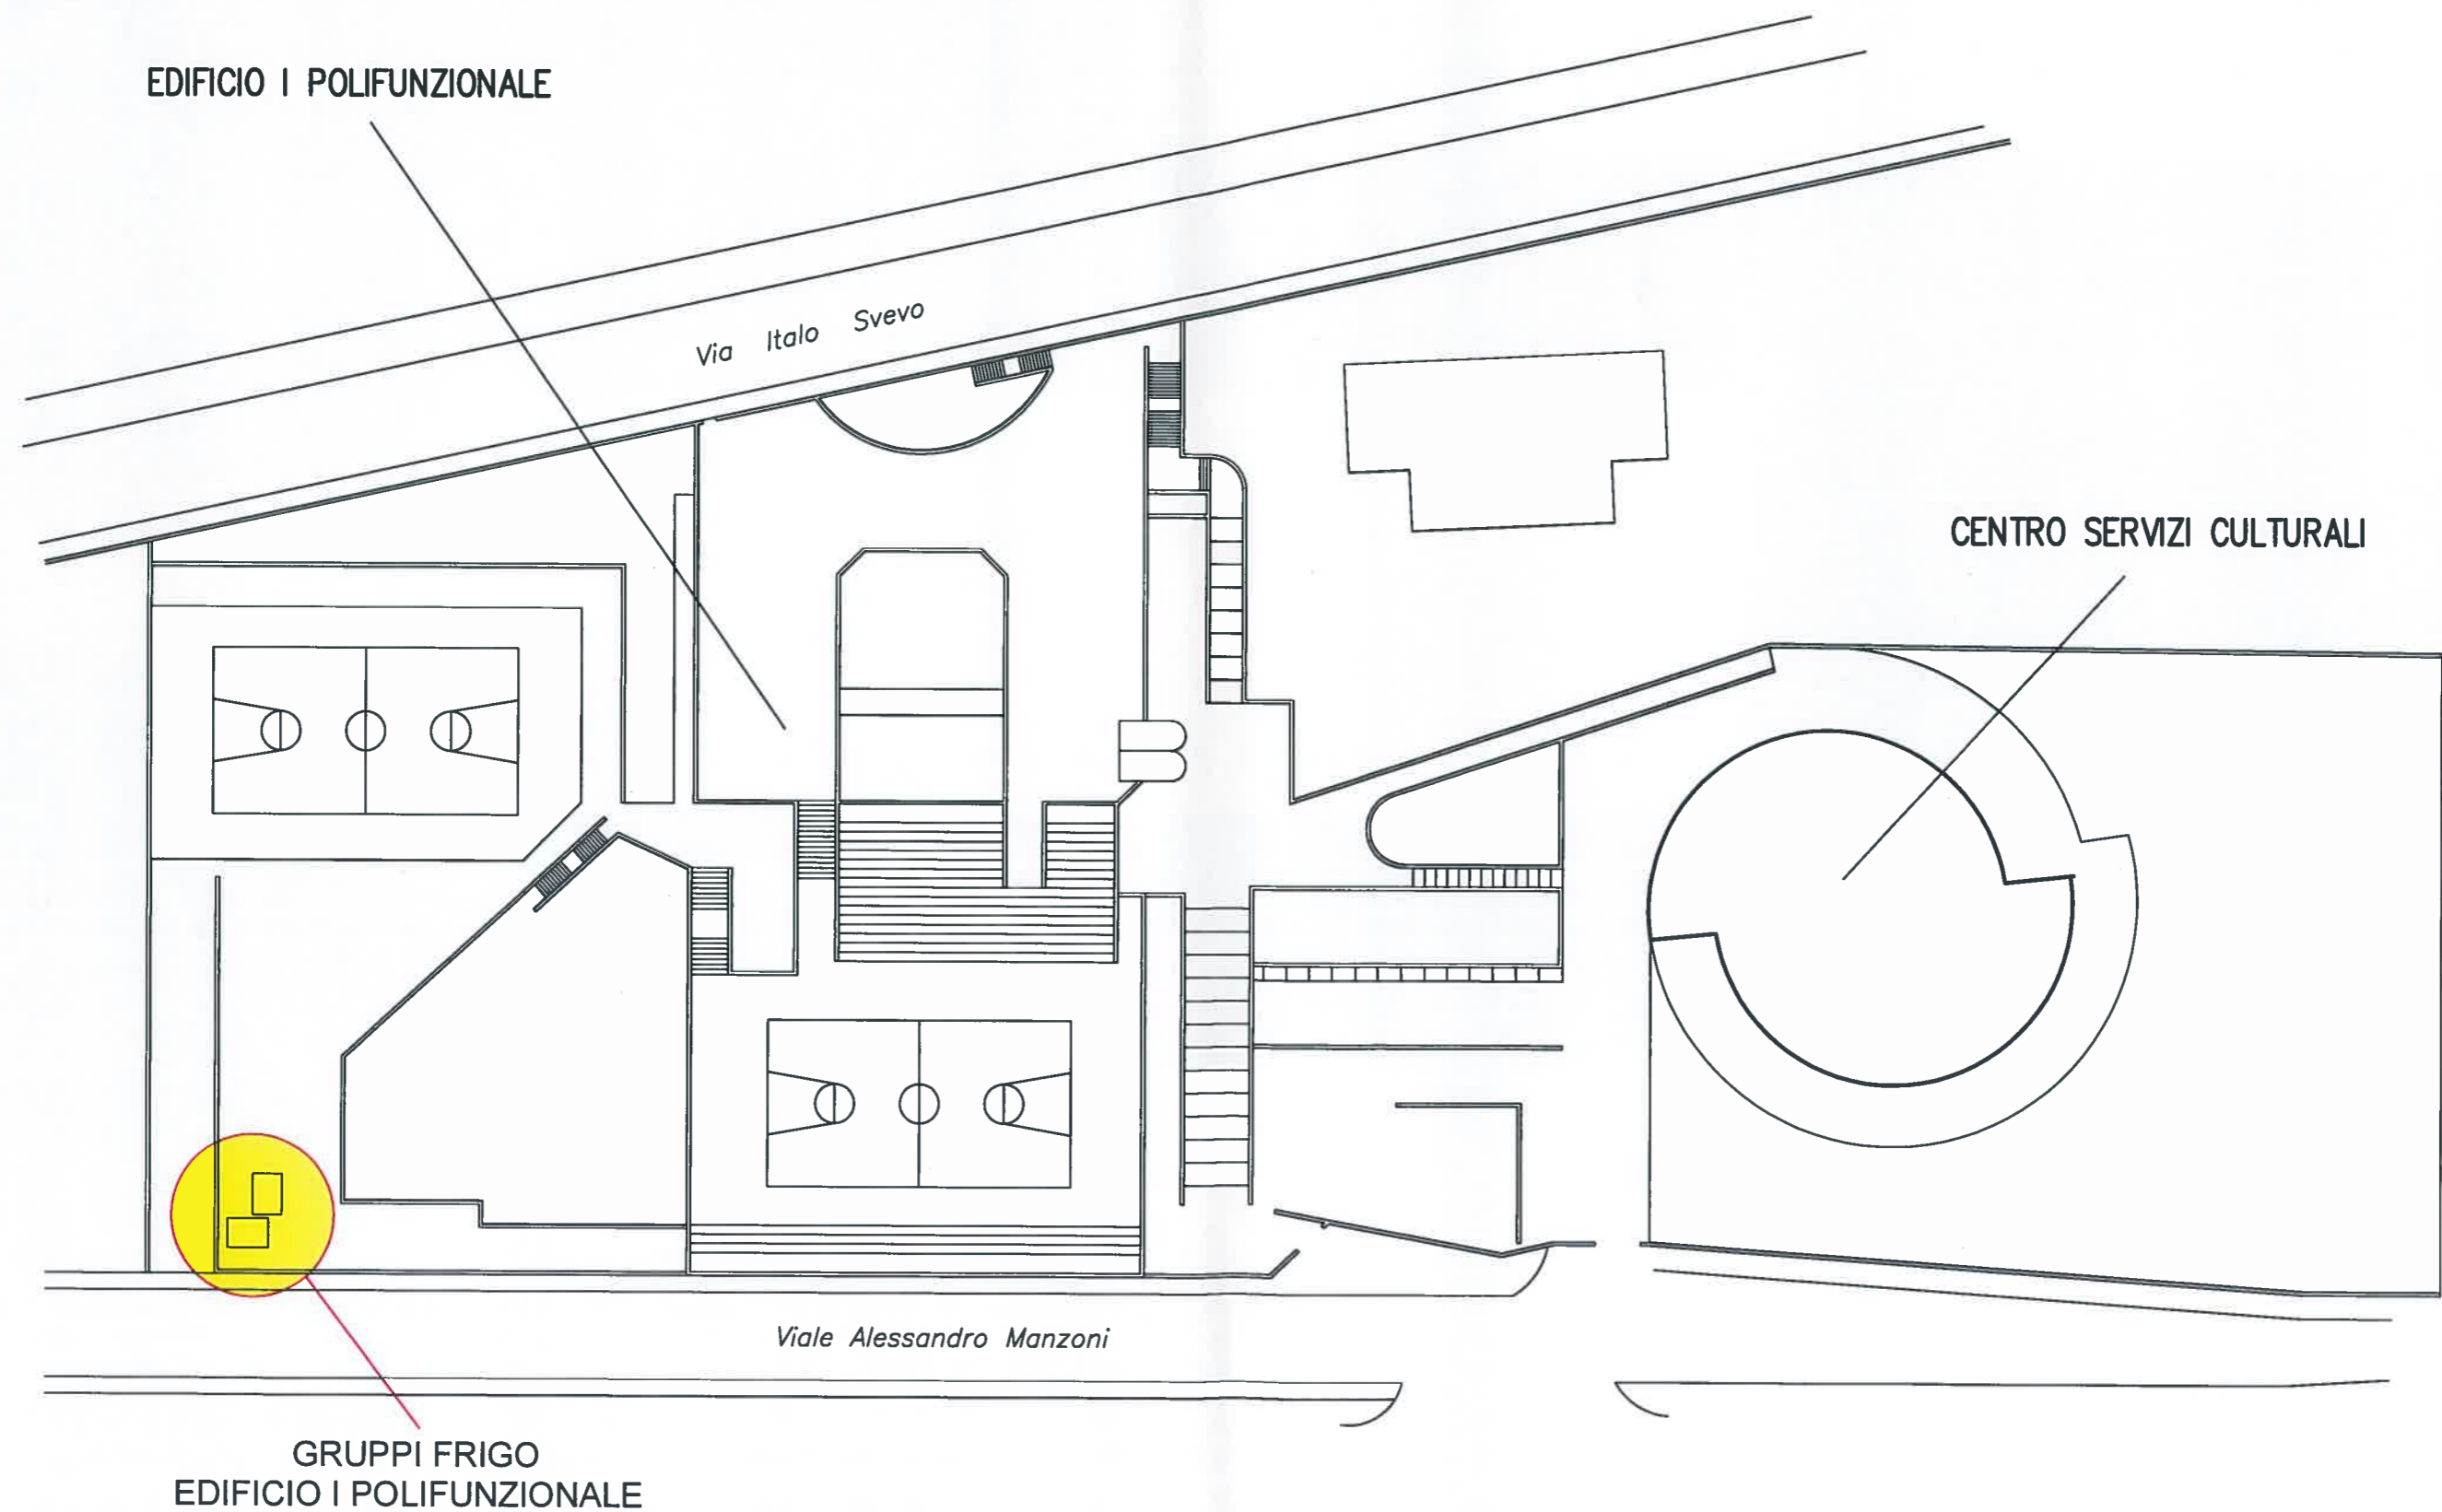 EDIFICIO I POLIFUNZIONALE
Via Italo Svevo
CENTRO SERVIZI CULTURALI
Viale Alessandro Manzoni
GRUPPI FRIGO
EDIFICIO I POLIFUNZIONALE